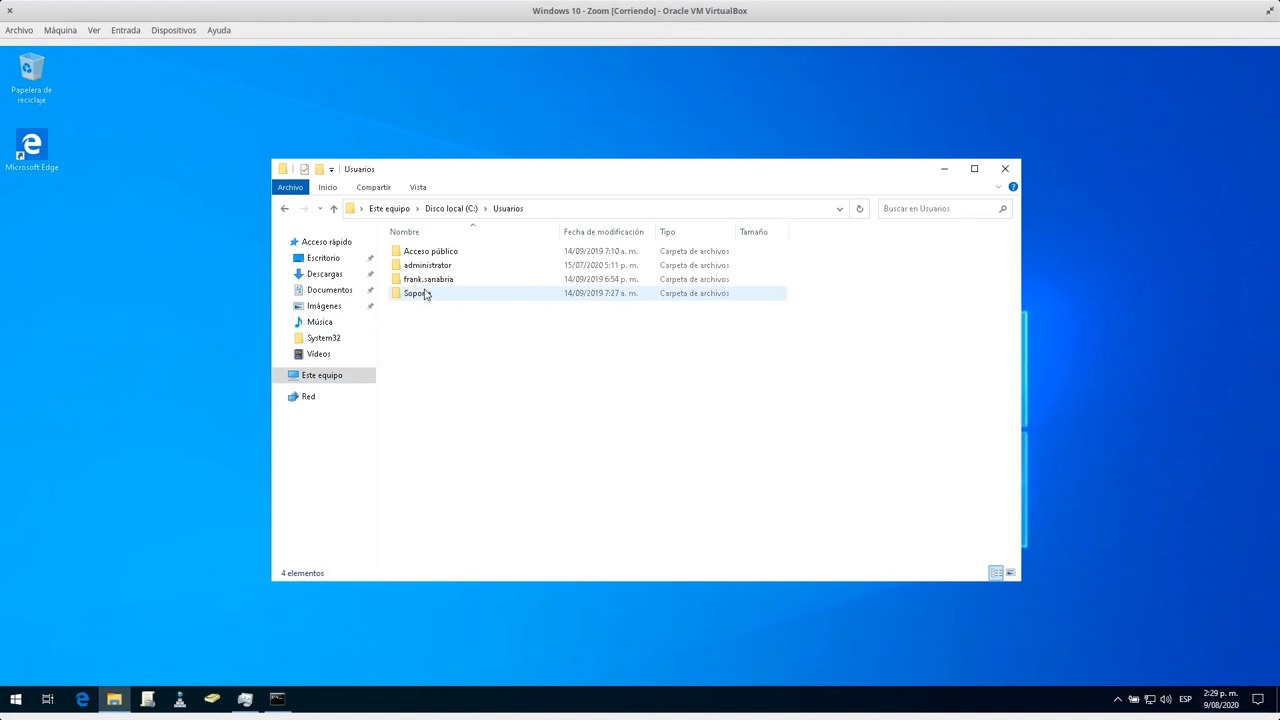 Windows 10 - Zoom [Corriendo] - Oracle VM VirtualBox
Archivo Máquina Ver Entrada Dispositivos Ayuda
Papelera de
reciclaje
Microsoft Edge
Usuarios
Archivo Inicio Compartir Vista
Este equipo > Disco local (C:) > Usuarios
Buscar en Usuarios
Nombre Fecha de modificación Tipo Tamaño
Acceso público 14/09/2019 7:10 a. m. Carpeta de archivos
administrator 15/07/2020 5:11 p. m. Carpeta de archivos
frank.sanabria 14/09/2019 6:54 p. m. Carpeta de archivos
14/09/2019 7:27 a. m. Carpeta de archivos
Acceso rápido
Escritorio
Descargas
Documentos
Imágenes
Música
System32
Vídeos
Este equipo
Red
4 elementos
ESP
2:29 p. m.
9/08/2020